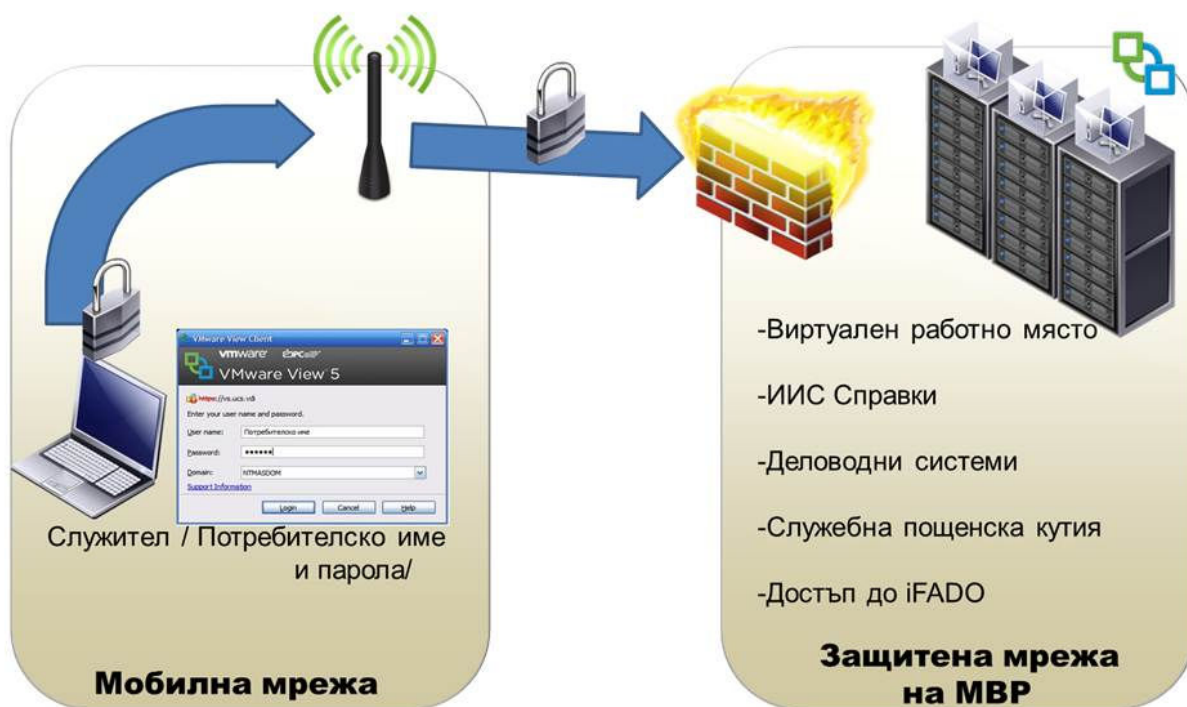 VMware View Client
vmware PCoIP
VMware View 5
Enter your user name and password.
User name: Потребителско име
Password: ••••••
Domain: NTMASDOM
Support Information
Login Cancel Help
Служител / Потребителско име
и парола/
Мобилна мрежа
-Виртуален работно място
-ИИС Справки
-Деловодни системи
-Служебна пощенска кутия
-Достъп до iFADO
Защитена мрежа
на МВР